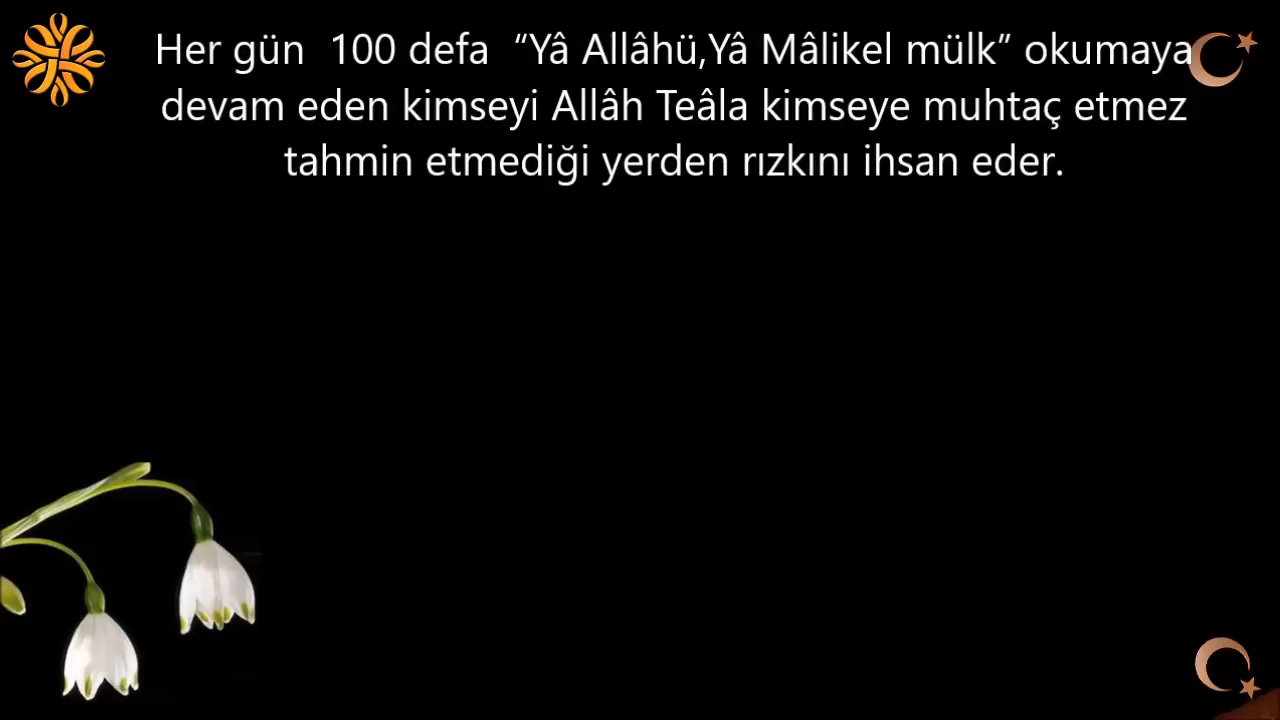 Her gün  100 defa  “Yâ Allâhü,Yâ Mâlikel mülk” okumaya
devam eden kimseyi Allâh Teâla kimseye muhtaç etmez
tahmin etmediği yerden rızkını ihsan eder.